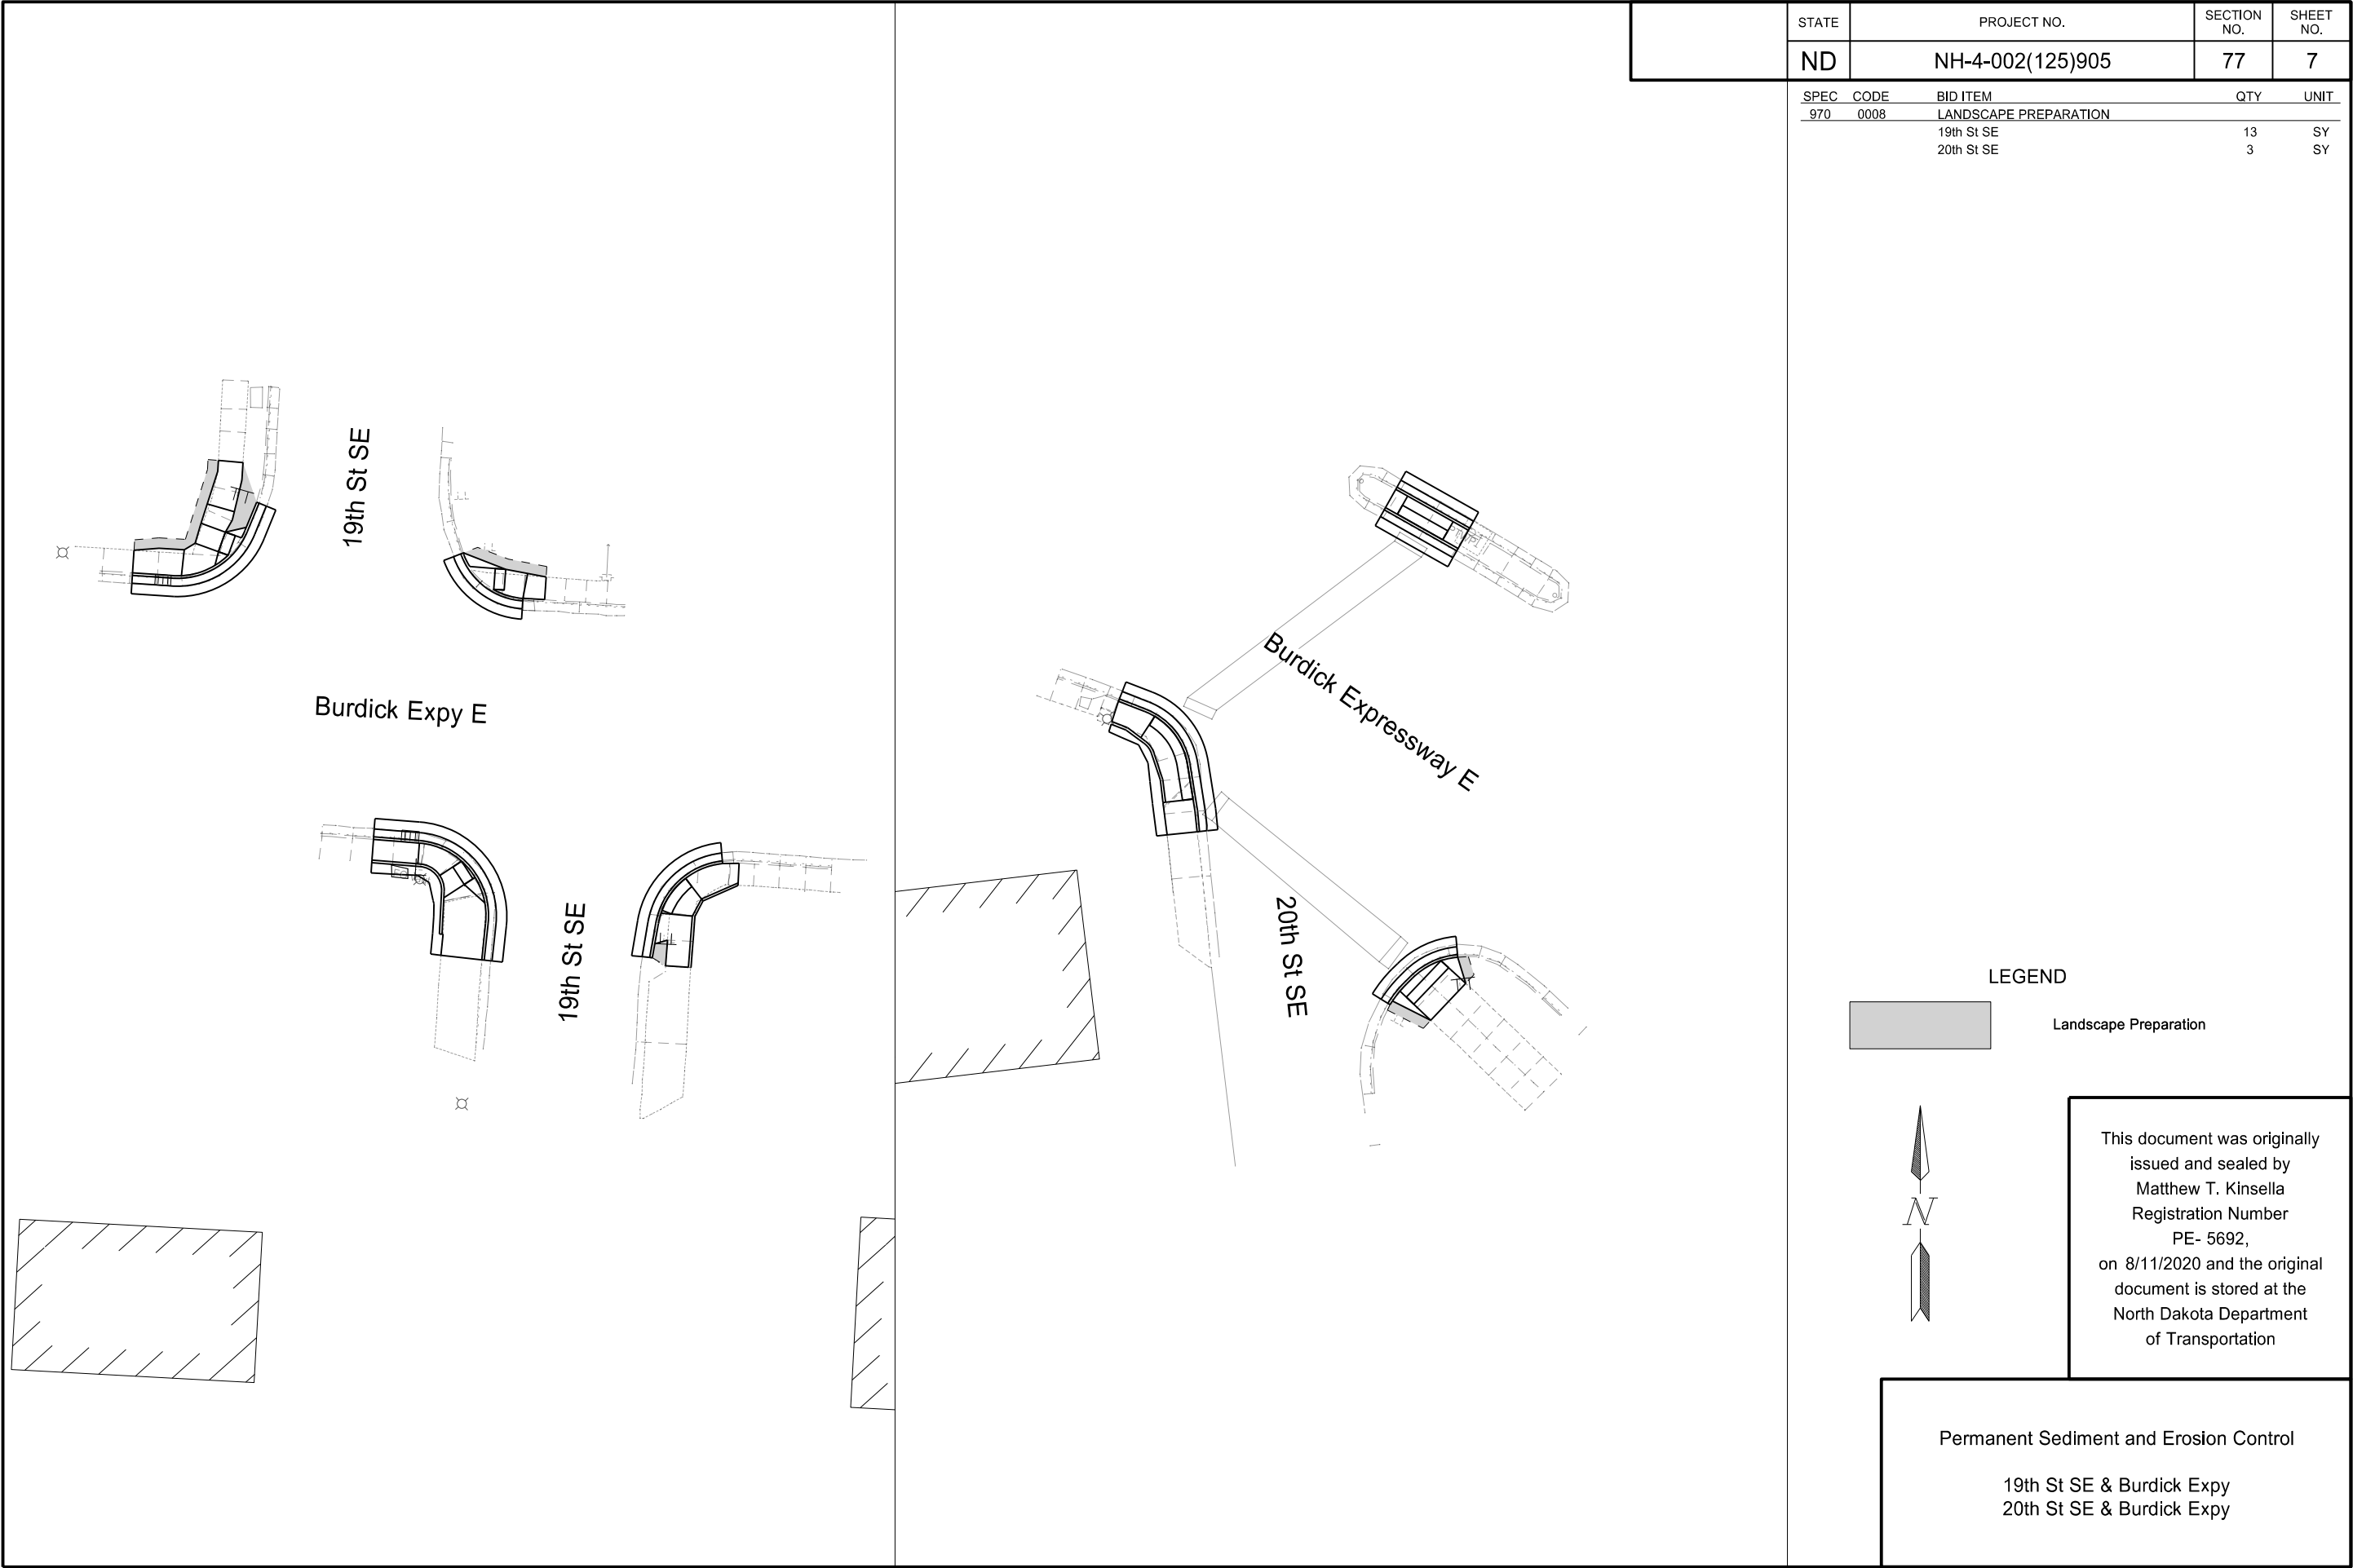 STATE PROJECT NO. SECTION NO. SHEET NO.
ND NH-4-002(125)905 77 7
SPEC CODE BID ITEM QTY UNIT
970 0008 LANDSCAPE PREPARATION
19th St SE 13 SY
20th St SE 3 SY
19th St SE
Burdick Expy E
19th St SE
Burdick Expressway E
20th St SE
LEGEND
Landscape Preparation
N
This document was originally
issued and sealed by
Matthew T. Kinsella
Registration Number
PE- 5692,
on 8/11/2020 and the original
document is stored at the
North Dakota Department
of Transportation
Permanent Sediment and Erosion Control
19th St SE & Burdick Expy
20th St SE & Burdick Expy